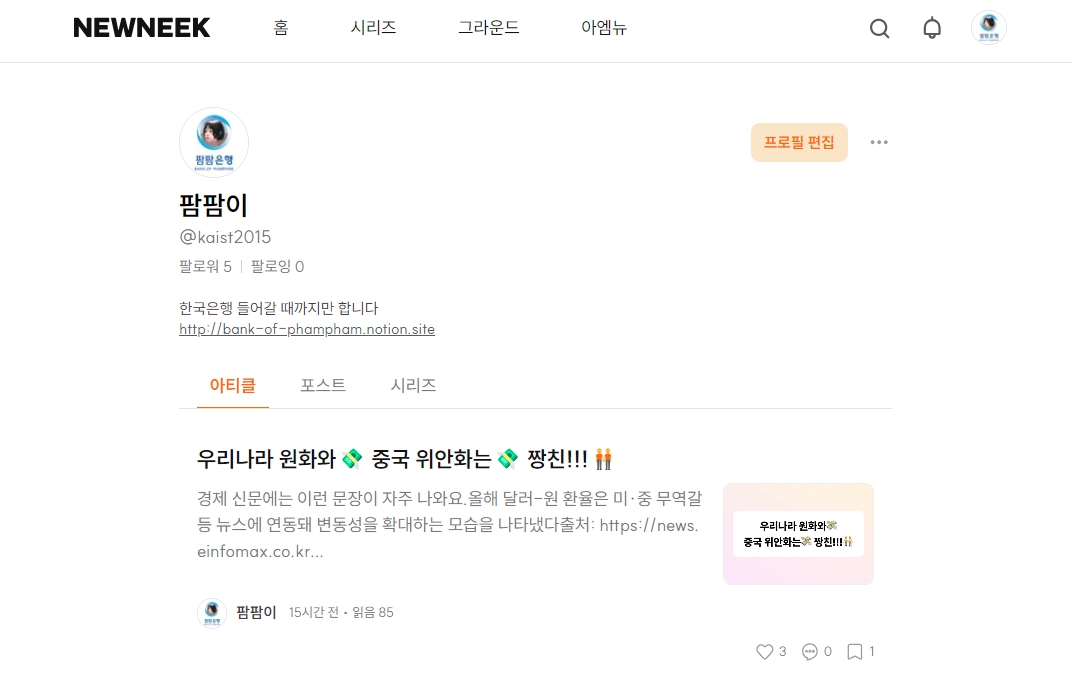 NEWNEEK 홈 시리즈 그라운드 아엠뉴
팜팜은행
팜팜이
@kaist2015
팔로워 5 | 팔로잉 0
프로필 편집
한국은행 들어갈 때까지만 합니다
http://bank-of-phampham.notion.site
아티클 포스트 시리즈
우리나라 원화와💸 중국 위안화는💸 짱친!!!👬
경제 신문에는 이런 문장이 자주 나와요.올해 달러-원 환율은 미·중 무역갈
등 뉴스에 연동돼 변동성을 확대하는 모습을 나타냈다출처: https://news.
einfomax.co.kr...
우리나라 원화와💸
중국 위안화는💸 짱친!!!👬
팜팜이 15시간 전 · 읽음 85
3 0 1